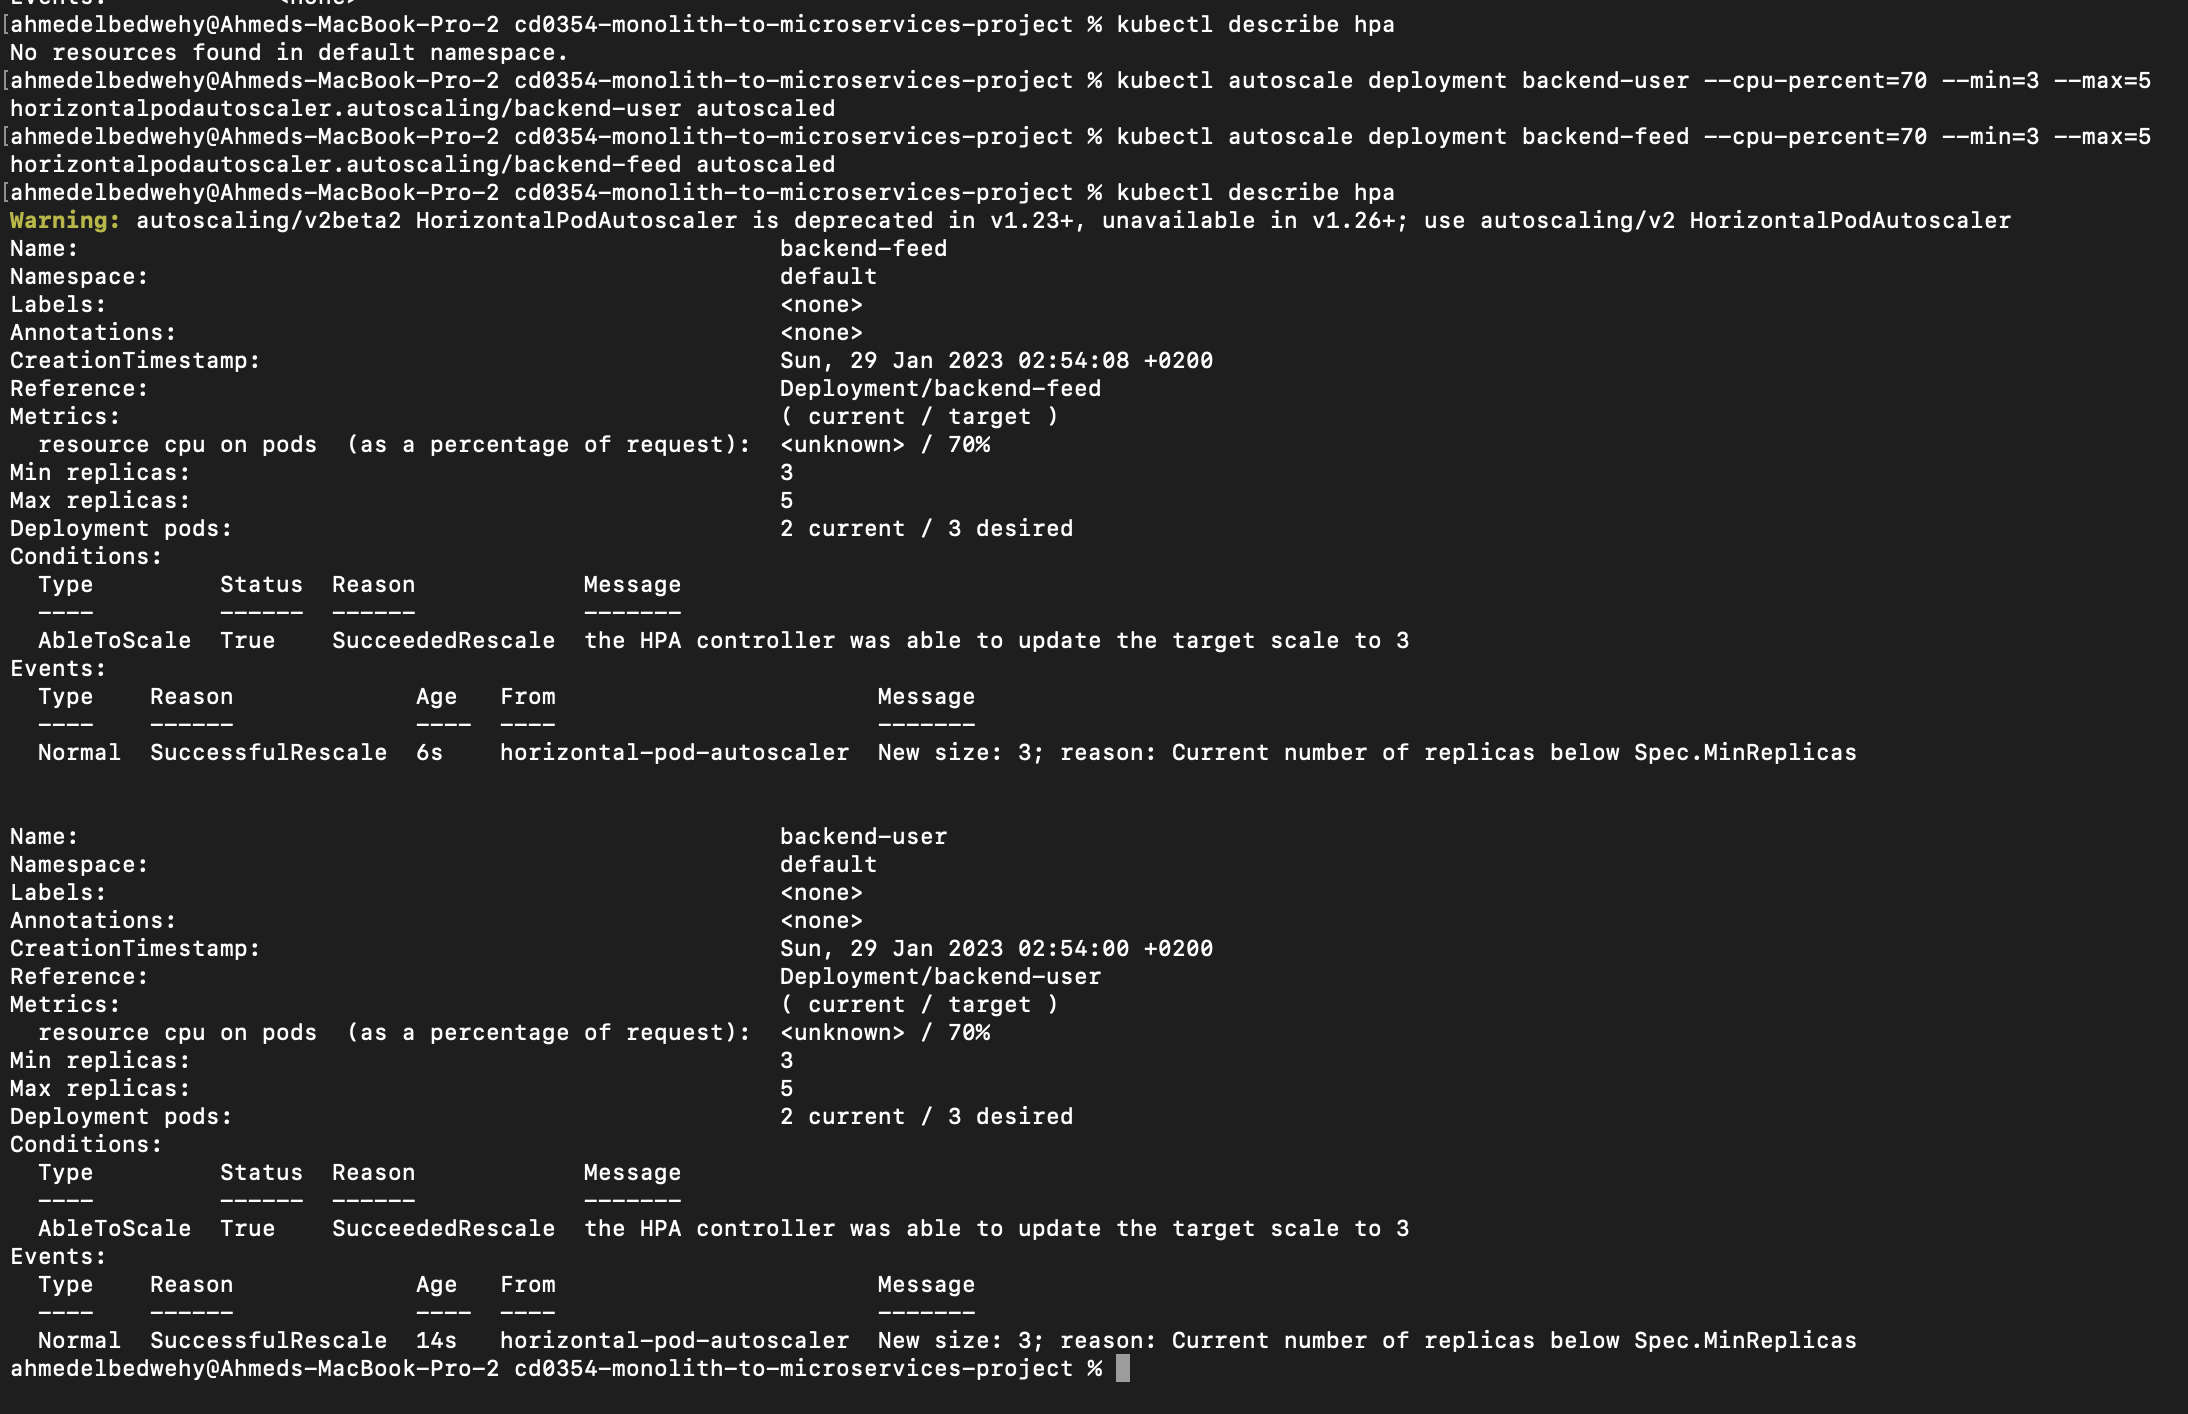 Events:            <none>
[ahmedelbedwehy@Ahmeds-MacBook-Pro-2 cd0354-monolith-to-microservices-project % kubectl describe hpa
No resources found in default namespace.
[ahmedelbedwehy@Ahmeds-MacBook-Pro-2 cd0354-monolith-to-microservices-project % kubectl autoscale deployment backend-user --cpu-percent=70 --min=3 --max=5
horizontalpodautoscaler.autoscaling/backend-user autoscaled
[ahmedelbedwehy@Ahmeds-MacBook-Pro-2 cd0354-monolith-to-microservices-project % kubectl autoscale deployment backend-feed --cpu-percent=70 --min=3 --max=5
horizontalpodautoscaler.autoscaling/backend-feed autoscaled
[ahmedelbedwehy@Ahmeds-MacBook-Pro-2 cd0354-monolith-to-microservices-project % kubectl describe hpa
Warning: autoscaling/v2beta2 HorizontalPodAutoscaler is deprecated in v1.23+, unavailable in v1.26+; use autoscaling/v2 HorizontalPodAutoscaler
Name:                                                  backend-feed
Namespace:                                             default
Labels:                                                <none>
Annotations:                                           <none>
CreationTimestamp:                                     Sun, 29 Jan 2023 02:54:08 +0200
Reference:                                             Deployment/backend-feed
Metrics:                                               ( current / target )
  resource cpu on pods  (as a percentage of request):  <unknown> / 70%
Min replicas:                                          3
Max replicas:                                          5
Deployment pods:                                       2 current / 3 desired
Conditions:
  Type         Status  Reason            Message
  ----         ------  ------            -------
  AbleToScale  True    SucceededRescale  the HPA controller was able to update the target scale to 3
Events:
  Type    Reason             Age   From                       Message
  ----    ------             ----  ----                       -------
  Normal  SuccessfulRescale  6s    horizontal-pod-autoscaler  New size: 3; reason: Current number of replicas below Spec.MinReplicas
Name:                                                  backend-user
Namespace:                                             default
Labels:                                                <none>
Annotations:                                           <none>
CreationTimestamp:                                     Sun, 29 Jan 2023 02:54:00 +0200
Reference:                                             Deployment/backend-user
Metrics:                                               ( current / target )
  resource cpu on pods  (as a percentage of request):  <unknown> / 70%
Min replicas:                                          3
Max replicas:                                          5
Deployment pods:                                       2 current / 3 desired
Conditions:
  Type         Status  Reason            Message
  ----         ------  ------            -------
  AbleToScale  True    SucceededRescale  the HPA controller was able to update the target scale to 3
Events:
  Type    Reason             Age   From                       Message
  ----    ------             ----  ----                       -------
  Normal  SuccessfulRescale  14s   horizontal-pod-autoscaler  New size: 3; reason: Current number of replicas below Spec.MinReplicas
ahmedelbedwehy@Ahmeds-MacBook-Pro-2 cd0354-monolith-to-microservices-project %